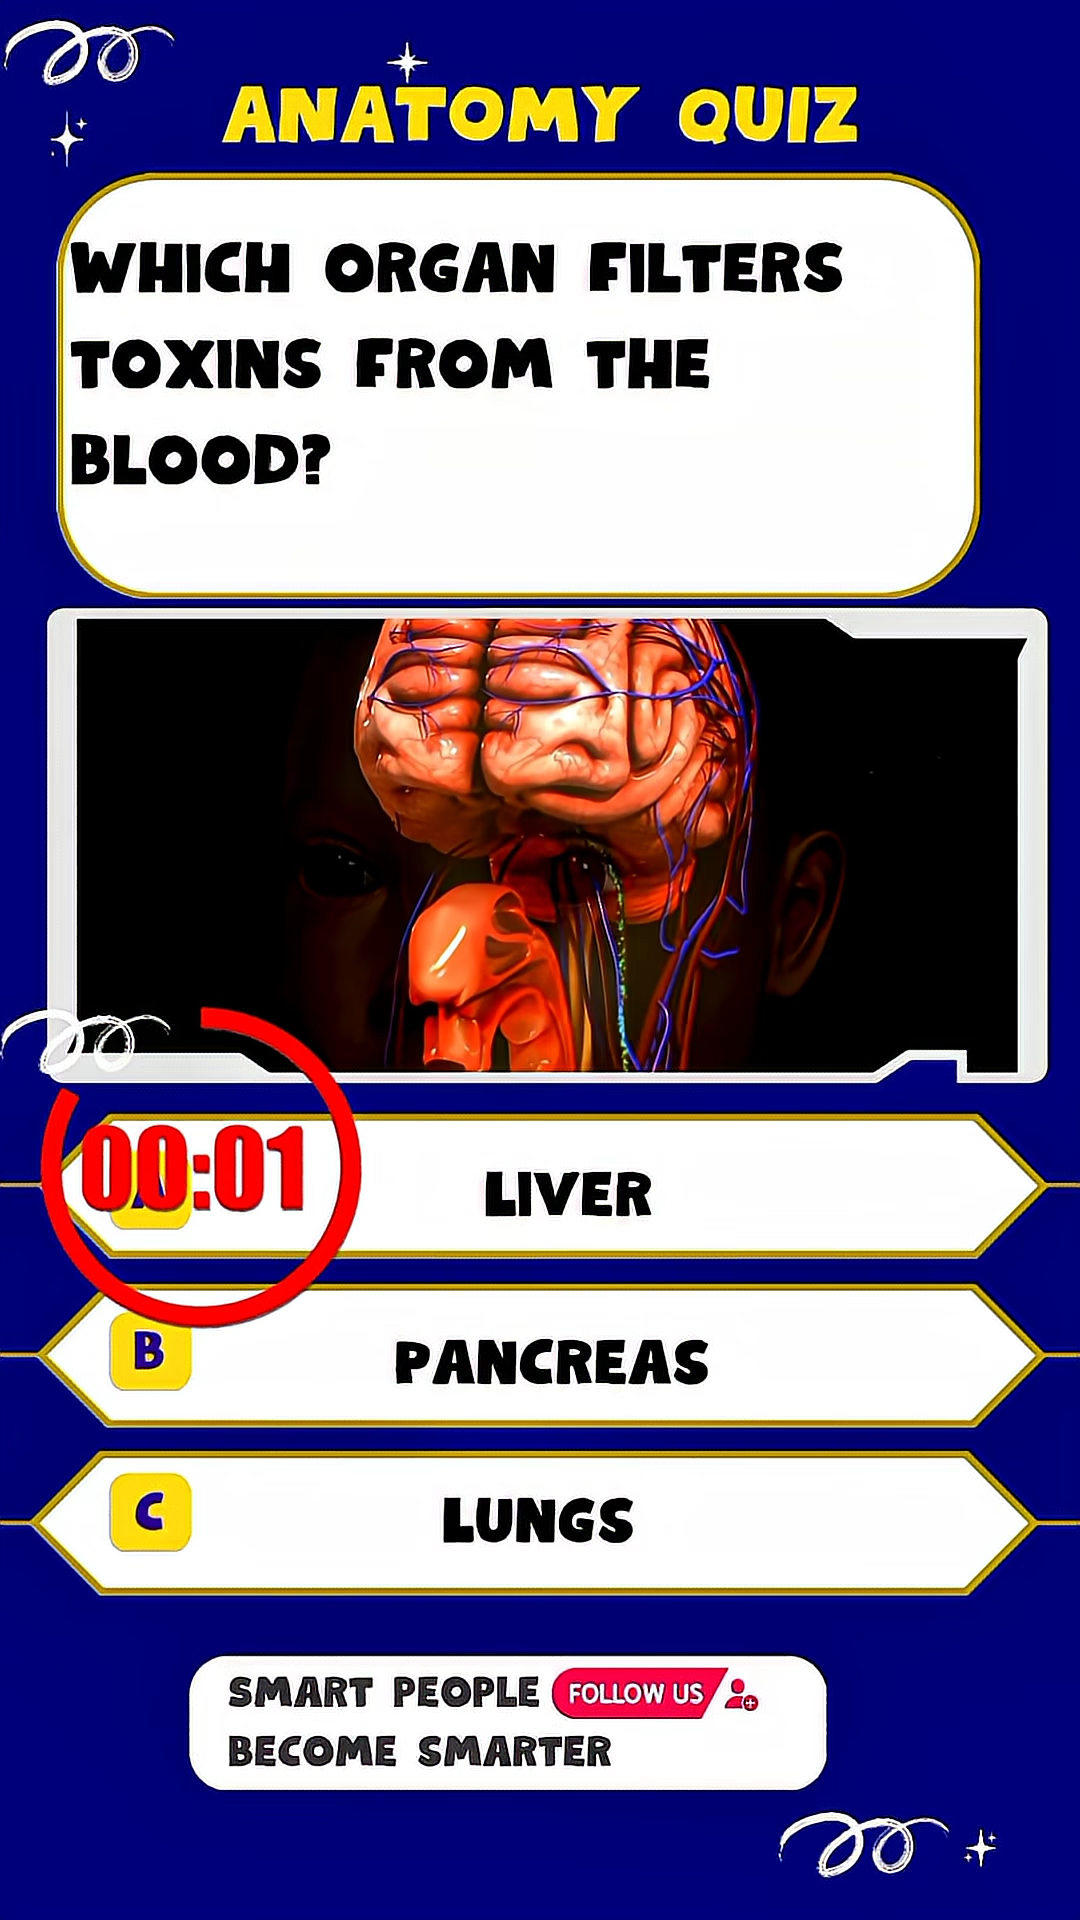 ANATOMY QUIZ
WHICH ORGAN FILTERS
TOXINS FROM THE
BLOOD?
00:01
LIVER
B
PANCREAS
C
LUNGS
SMART PEOPLE FOLLOW US
BECOME SMARTER